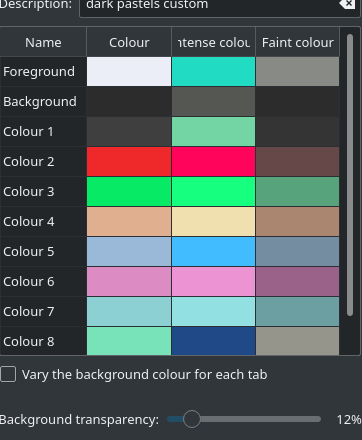 Description: dark pastels custom
Name Colour ntense colou Faint colour
Foreground
Background
Colour 1
Colour 2
Colour 3
Colour 4
Colour 5
Colour 6
Colour 7
Colour 8
Vary the background colour for each tab
Background transparency: 12%